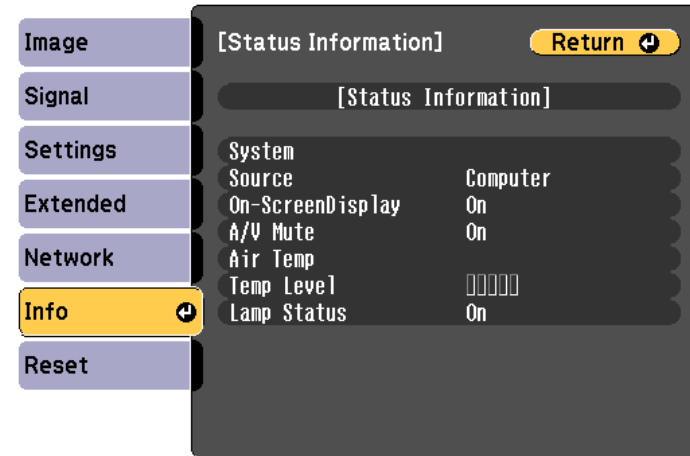 Image
Signal
Settings
Extended
Network
Info
Reset
[Status Information]
Return
[Status Information]
System
Source Computer
On-ScreenDisplay On
A/V Mute On
Air Temp
Temp Level
Lamp Status On